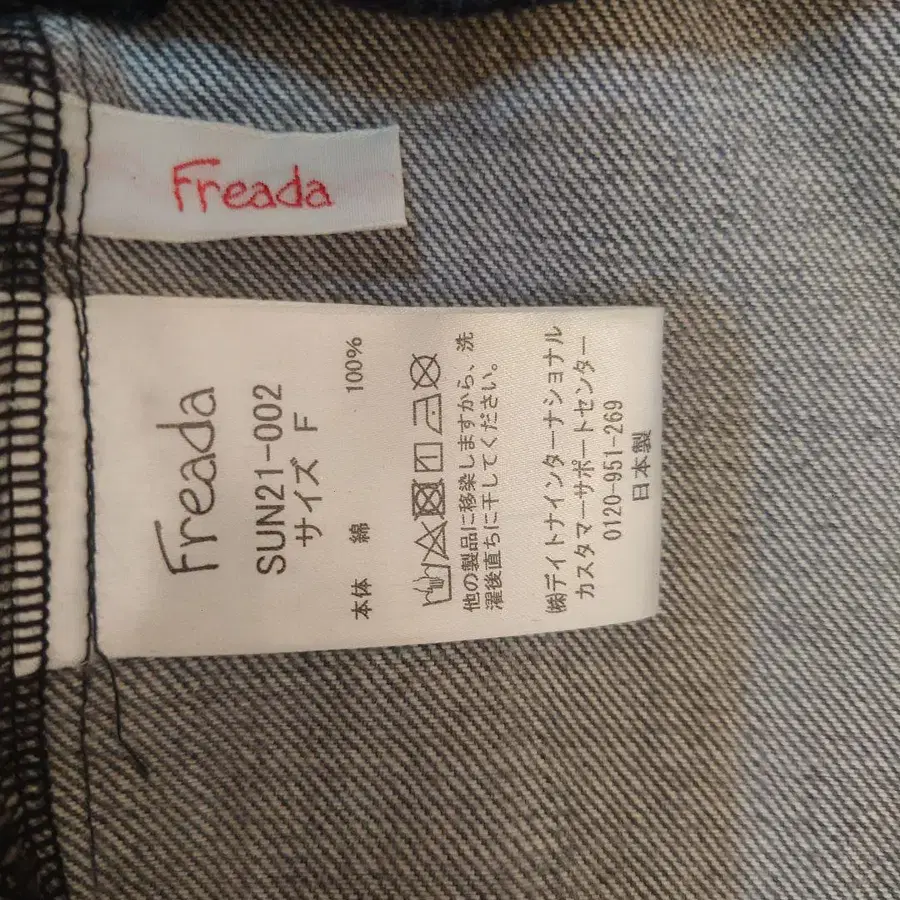 Freada
Freada
SUN21-002
サイズ F
本体 綿 100%
他の製品に移染しますから、洗
濯後直ちに干してください。
㈱デイトナインターナショナル
カスタマーサポートセンター
0120-951-269
日本製